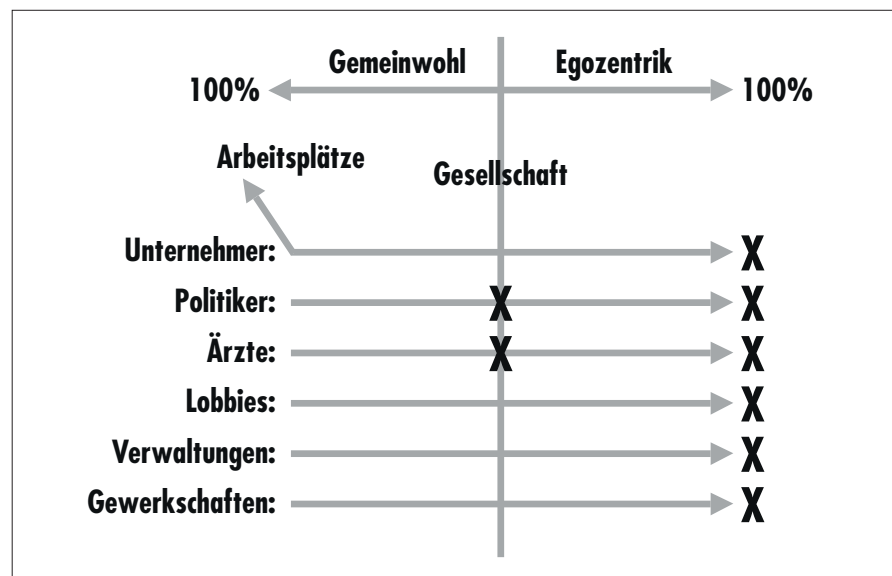 Gemeinwohl Egozentrik
100% 100%
Arbeitsplätze
Gesellschaft
Unternehmer: X
Politiker: X X
Ärzte: X X
Lobbies: X
Verwaltungen: X
Gewerkschaften: X